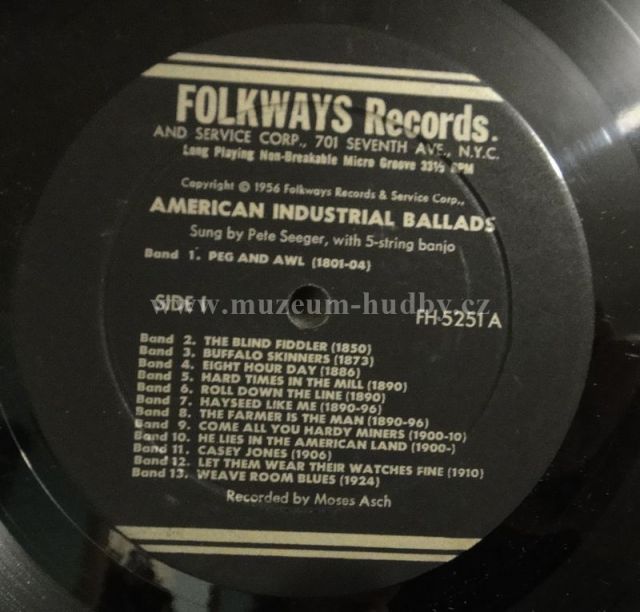 FOLKWAYS Records.
AND SERVICE CORP., 701 SEVENTH AVE., N.Y.C.
Long Playing Non-Breakable Micro Groove 33⅓ RPM
Copyright © 1956 Folkways Records & Service Corp.,
AMERICAN INDUSTRIAL BALLADS
Sung by Pete Seeger, with 5-string banjo
Band 1. PEG AND AWL (1801-04)
www.muzeum-hudby.cz
SIDE 1
FH-5251 A
Band 2. THE BLIND FIDDLER (1850)
Band 3. BUFFALO SKINNERS (1873)
Band 4. EIGHT HOUR DAY (1886)
Band 5. HARD TIMES IN THE MILL (1890)
Band 6. ROLL DOWN THE LINE (1890)
Band 7. HAYSEED LIKE ME (1890-96)
Band 8. THE FARMER IS THE MAN (1890-96)
Band 9. COME ALL YOU HARDY MINERS (1900-10)
Band 10. HE LIES IN THE AMERICAN LAND (1900-)
Band 11. CASEY JONES (1906)
Band 12. LET THEM WEAR THEIR WATCHES FINE (1910)
Band 13. WEAVE ROOM BLUES (1924)
Recorded by Moses Asch